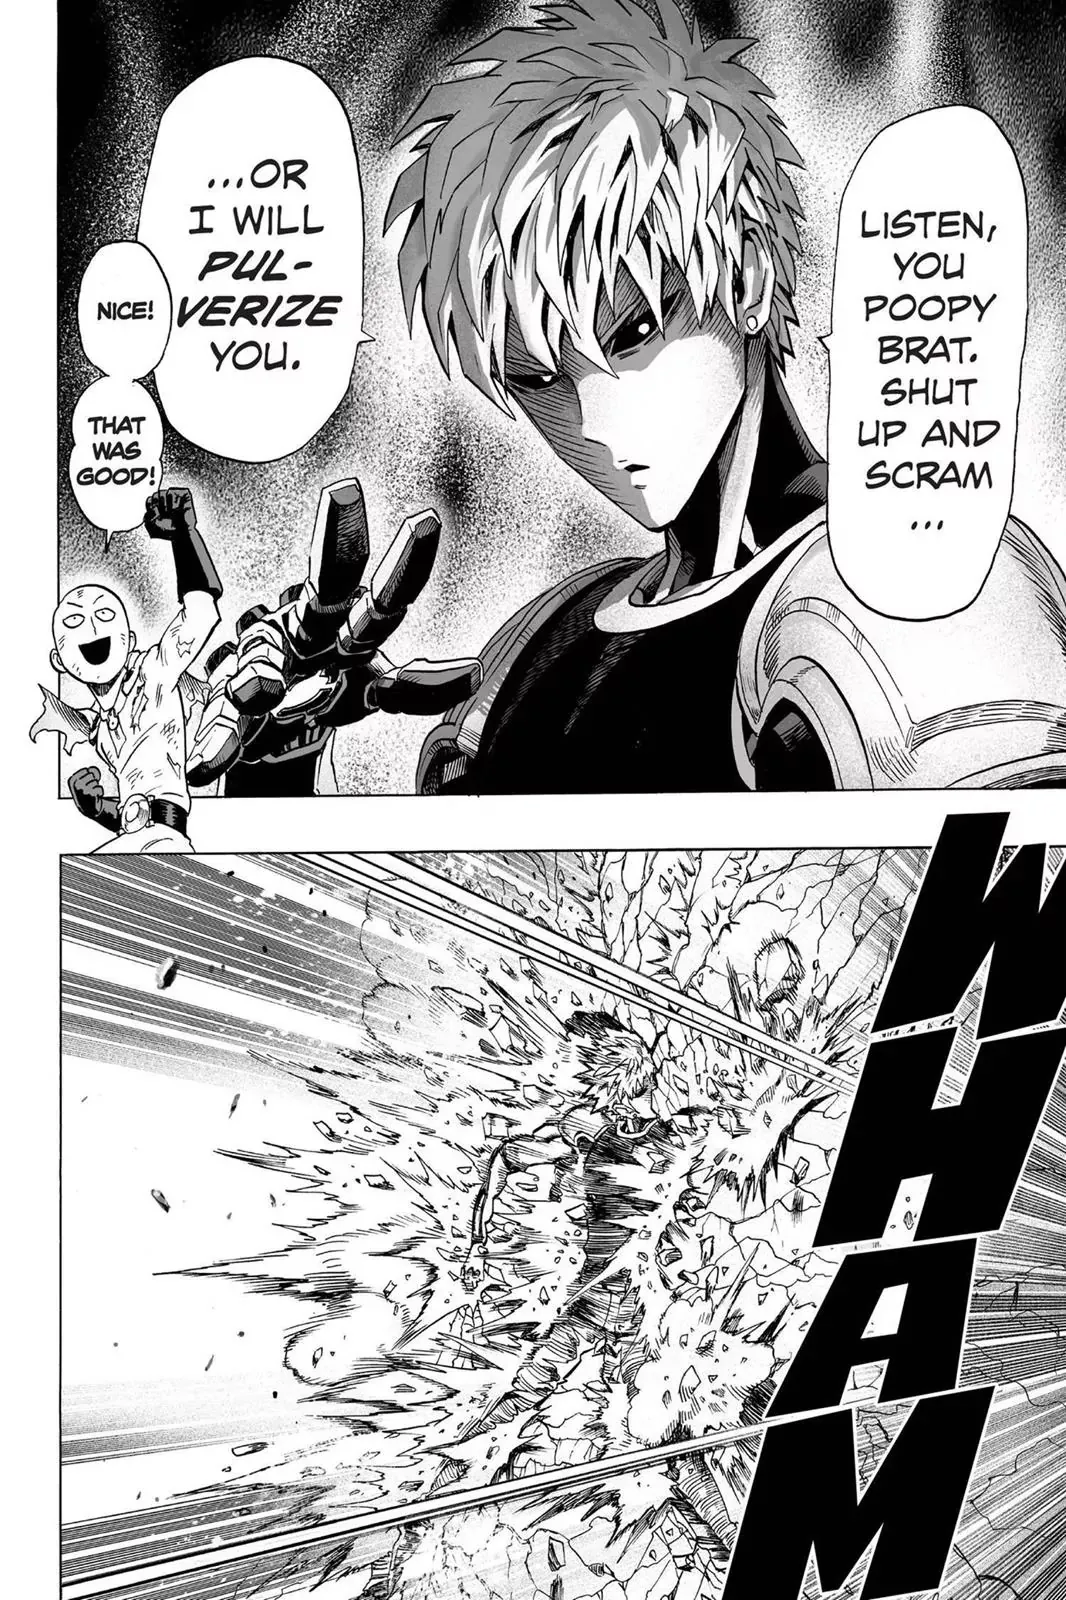 LISTEN,
YOU
POOPY
BRAT.
SHUT
UP AND
SCRAM
...
...OR
I WILL
PUL-
VERIZE
YOU.
NICE!
THAT
WAS
GOOD!
WHAM